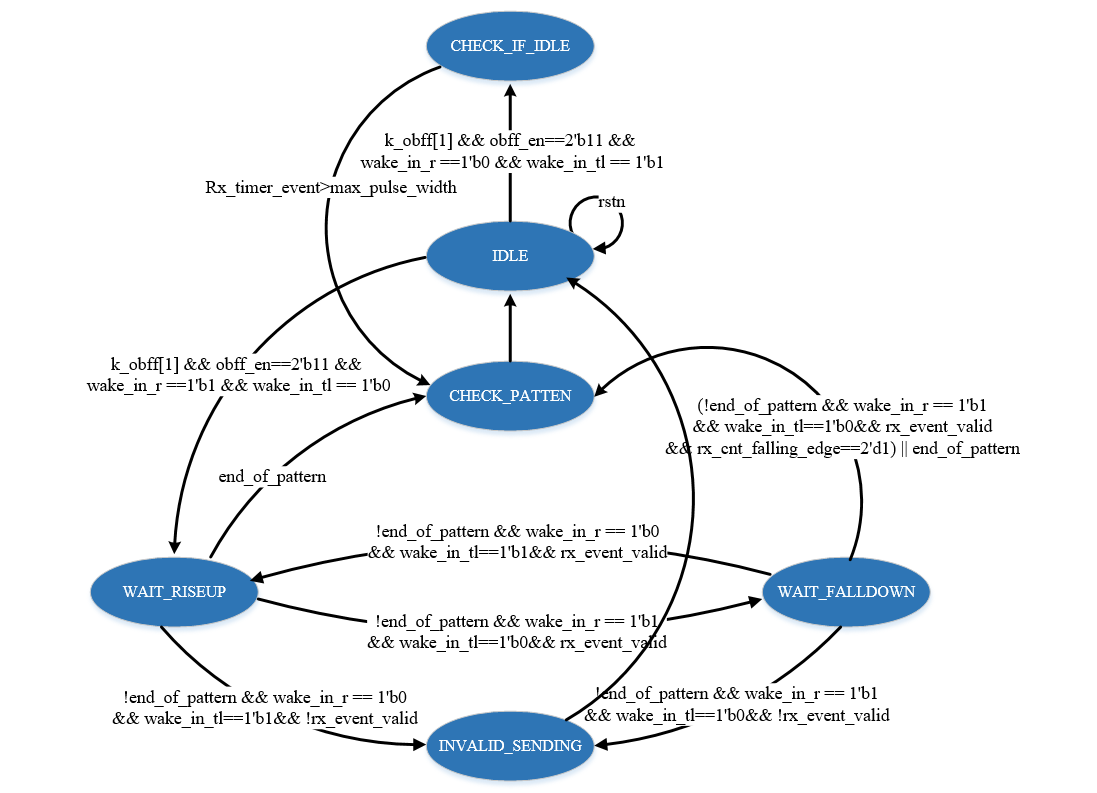 CHECK_IF_IDLE
k_obff[1] && obff_en==2'b11 &&
wake_in_r ==1'b0 && wake_in_tl == 1'b1
Rx_timer_event>max_pulse_width
rstn
IDLE
k_obff[1] && obff_en==2'b11 &&
wake_in_r ==1'b1 && wake_in_tl == 1'b0
CHECK_PATTEN
(!end_of_pattern && wake_in_r == 1'b1
&& wake_in_tl==1'b0&& rx_event_valid
&& rx_cnt_falling_edge==2'd1) || end_of_pattern
end_of_pattern
!end_of_pattern && wake_in_r == 1'b0
&& wake_in_tl==1'b1&& rx_event_valid
WAIT_RISEUP
WAIT_FALLDOWN
!end_of_pattern && wake_in_r == 1'b1
&& wake_in_tl==1'b0&& rx_event_valid
!end_of_pattern && wake_in_r == 1'b0
&& wake_in_tl==1'b1&& !rx_event_valid
!end_of_pattern && wake_in_r == 1'b1
&& wake_in_tl==1'b0&& !rx_event_valid
INVALID_SENDING